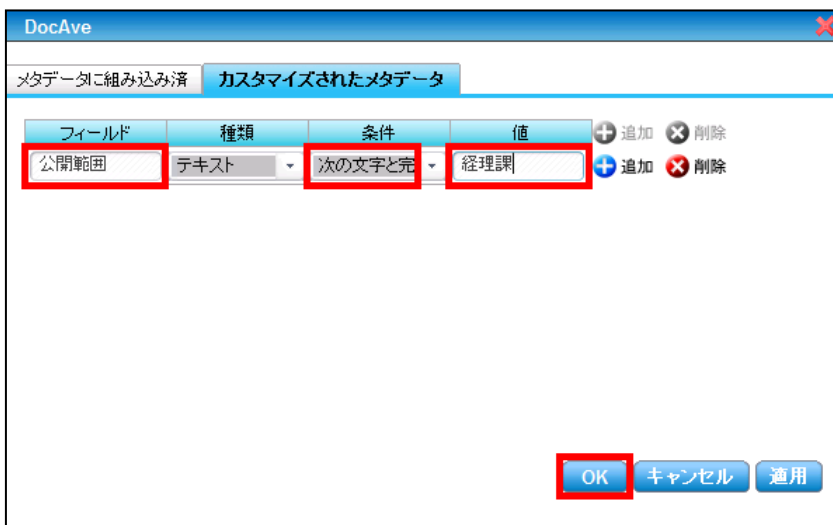 DocAve
メタデータに組み込み済 カスタマイズされたメタデータ
フィールド 種類 条件 値 追加 削除
公開範囲 テキスト 次の文字と完 経理課 追加 削除
OK キャンセル 適用